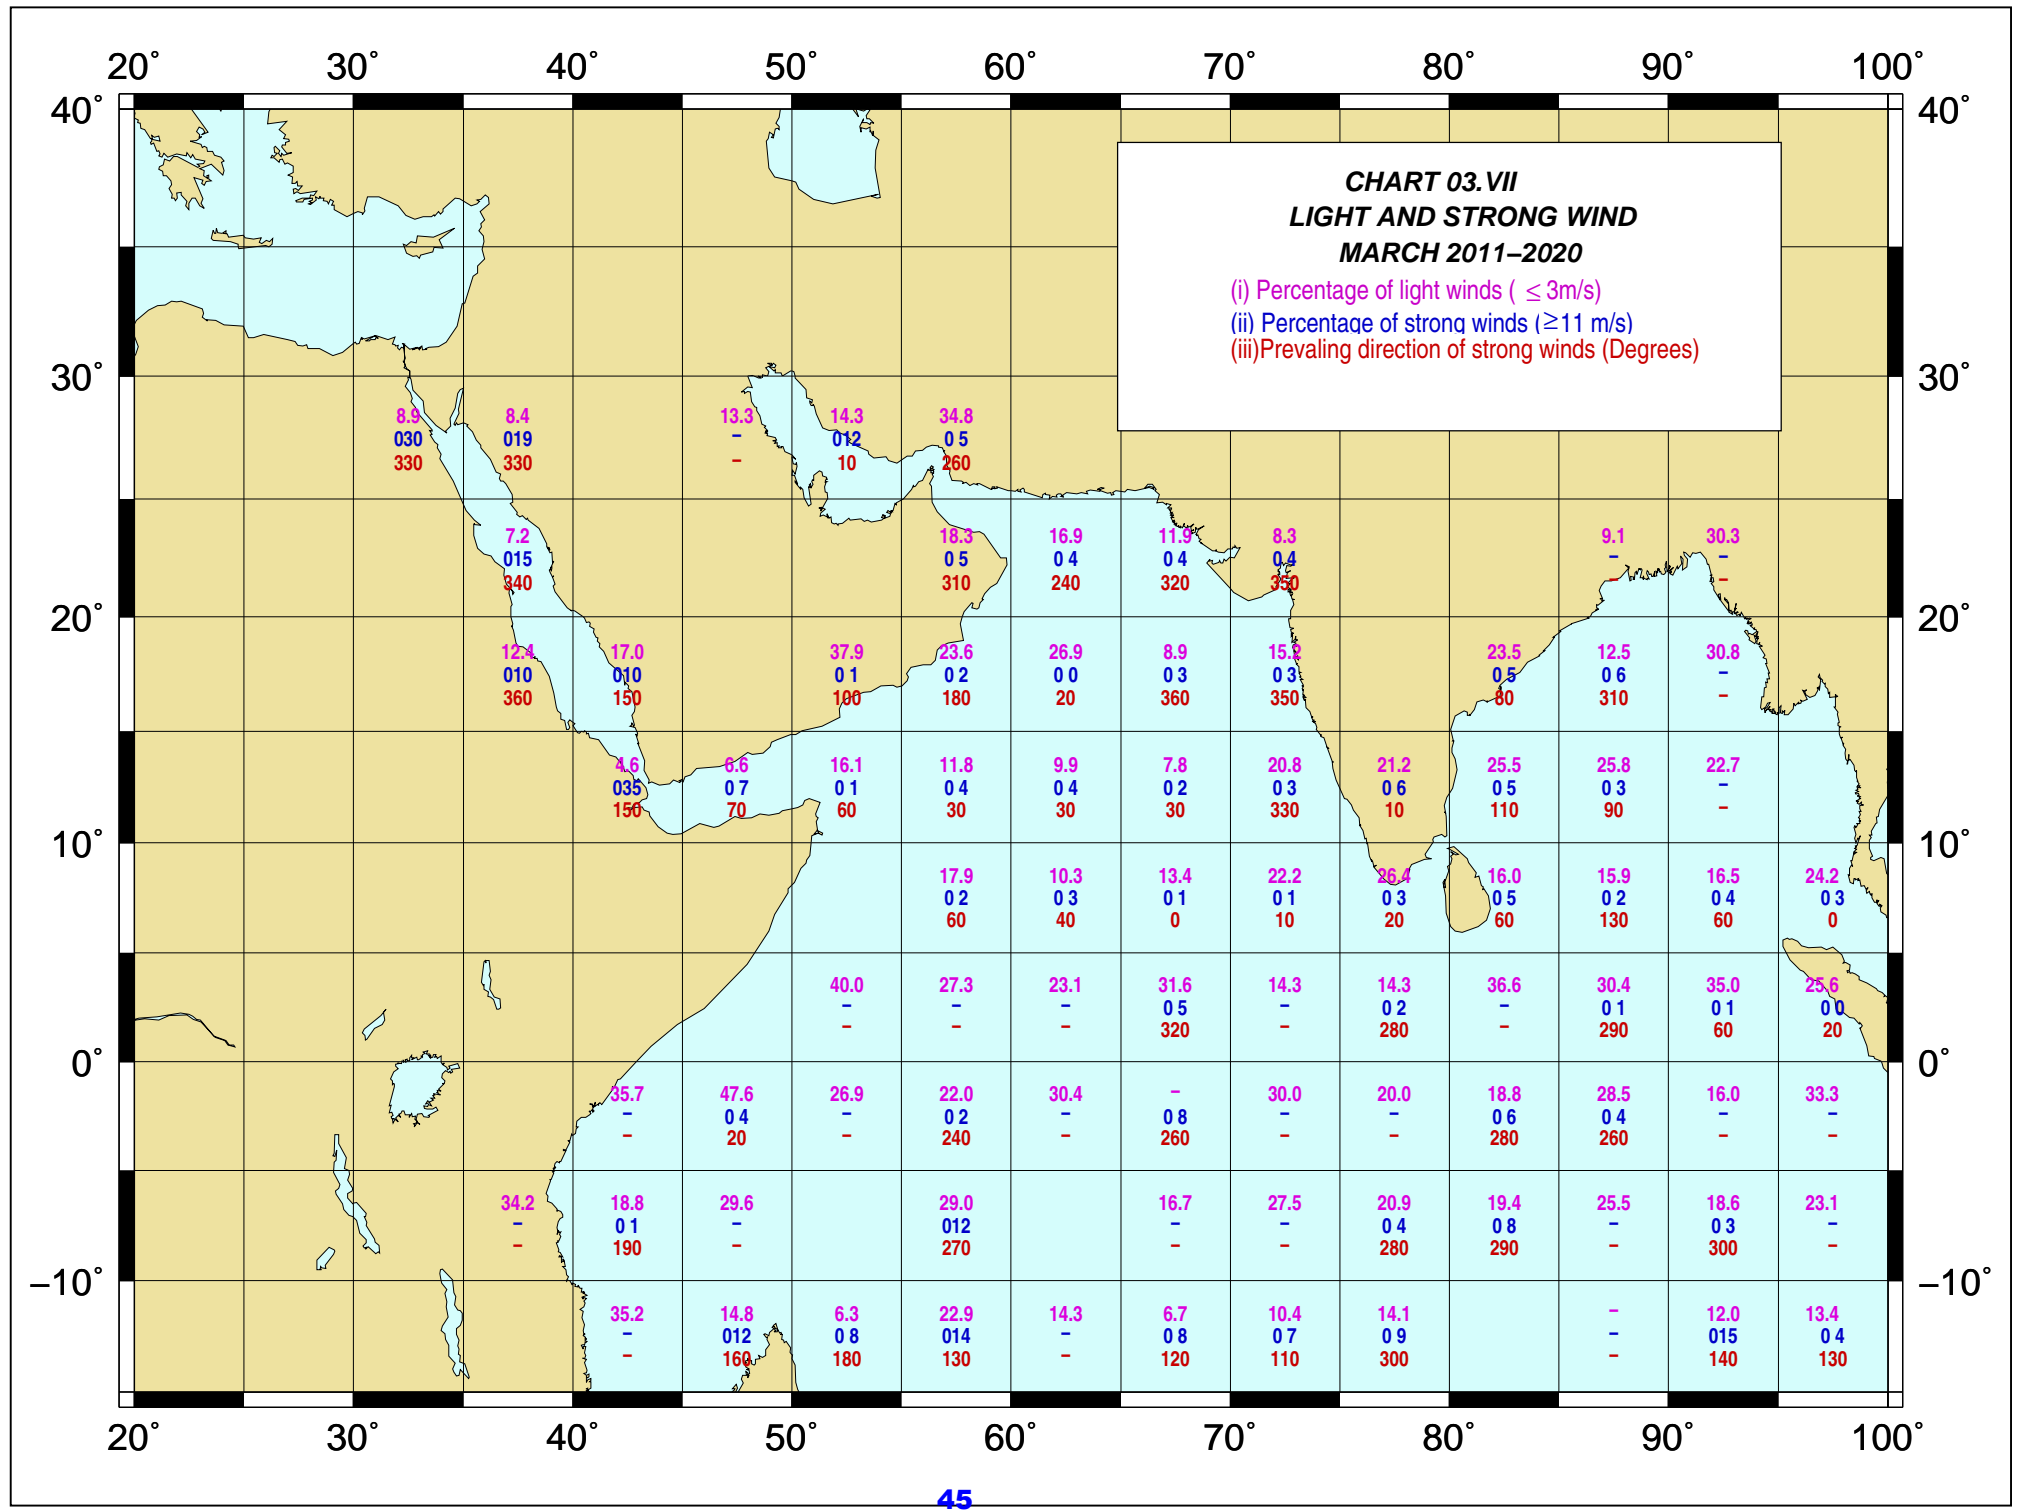 20° 30° 40° 50° 60° 70° 80° 90° 100°
40° 40°
CHART 03.VII
LIGHT AND STRONG WIND
MARCH 2011–2020
(i) Percentage of light winds ( ≤ 3m/s)
(ii) Percentage of strong winds (≥11 m/s)
(iii)Prevaling direction of strong winds (Degrees)
30° 30°
8.9 8.4 13.3 14.3 34.8
030 019 – 012 0 5
330 330 – 10 260
7.2 18.3 16.9 11.9 8.3 9.1 30.3
015 0 5 0 4 0 4 0 4 – –
340 310 240 320 350 – –
20° 20°
12.4 17.0 37.9 23.6 26.9 8.9 15.2 23.5 12.5 30.8
010 010 0 1 0 2 0 0 0 3 0 3 0 5 0 6 –
360 150 100 180 20 360 350 80 310 –
4.6 6.6 16.1 11.8 9.9 7.8 20.8 21.2 25.5 25.8 22.7
035 0 7 0 1 0 4 0 4 0 2 0 3 0 6 0 5 0 3 –
150 70 60 30 30 30 330 10 110 90 –
10° 10°
17.9 10.3 13.4 22.2 26.4 16.0 15.9 16.5 24.2
0 2 0 3 0 1 0 1 0 3 0 5 0 2 0 4 0 3
60 40 0 10 20 60 130 60 0
40.0 27.3 23.1 31.6 14.3 14.3 36.6 30.4 35.0 25.6
– – – 0 5 – 0 2 – 0 1 0 1 0 0
– – – 320 – 280 – 290 60 20
0° 0°
35.7 47.6 26.9 22.0 30.4 – 30.0 20.0 18.8 28.5 16.0 33.3
– 0 4 – 0 2 – 0 8 – – 0 6 0 4 – –
– 20 – 240 – 260 – – 280 260 – –
34.2 18.8 29.6 29.0 16.7 27.5 20.9 19.4 25.5 18.6 23.1
– 0 1 – 012 – – 0 4 0 8 – 0 3 –
– 190 – 270 – – 280 290 – 300 –
–10° –10°
35.2 14.8 6.3 22.9 14.3 6.7 10.4 14.1 – 12.0 13.4
– 012 0 8 014 – 0 8 0 7 0 9 – 015 0 4
– 160 180 130 – 120 110 300 – 140 130
20° 30° 40° 50° 60° 70° 80° 90° 100°
45